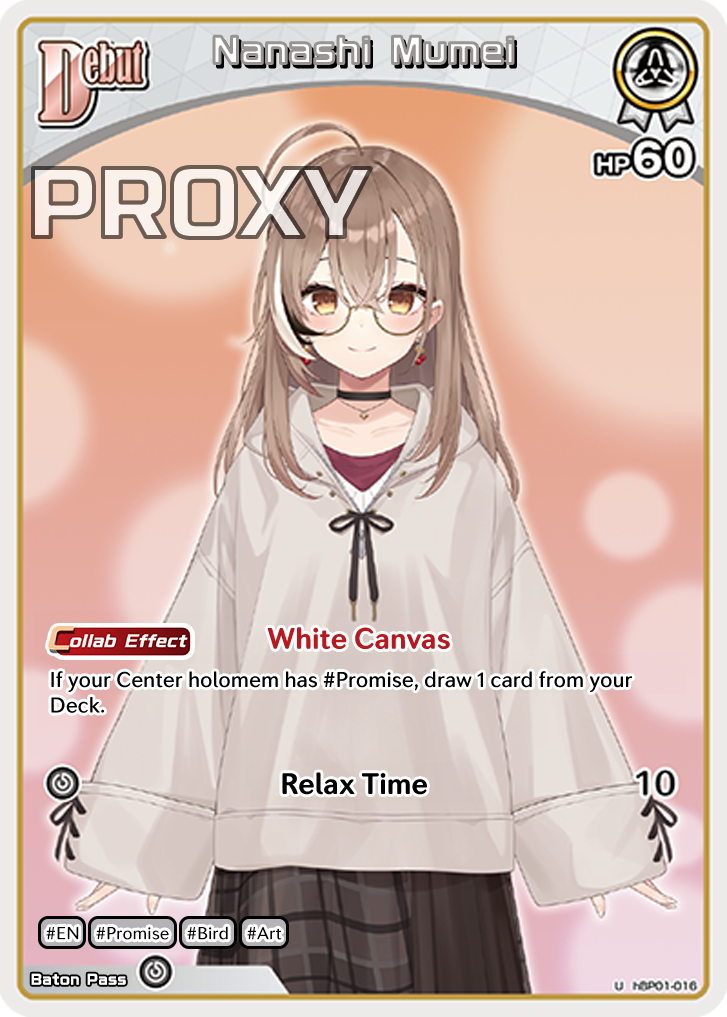 Debut
Nanashi Mumei
HP60
PROXY
Collab Effect White Canvas
If your Center holomem has #Promise, draw 1 card from your
Deck.
Relax Time 10
#EN #Promise #Bird #Art
Baton Pass
U hBP01-016